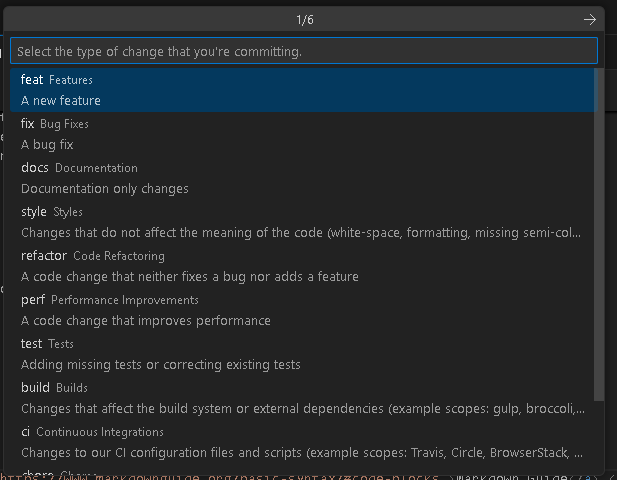 1/6
Select the type of change that you're committing.
feat Features
A new feature
fix Bug Fixes
A bug fix
docs Documentation
Documentation only changes
style Styles
Changes that do not affect the meaning of the code (white-space, formatting, missing semi-col...
refactor Code Refactoring
A code change that neither fixes a bug nor adds a feature
perf Performance Improvements
A code change that improves performance
test Tests
Adding missing tests or correcting existing tests
build Builds
Changes that affect the build system or external dependencies (example scopes: gulp, broccoli,...
ci Continuous Integrations
Changes to our CI configuration files and scripts (example scopes: Travis, Circle, BrowserStack, ...
chore Chores